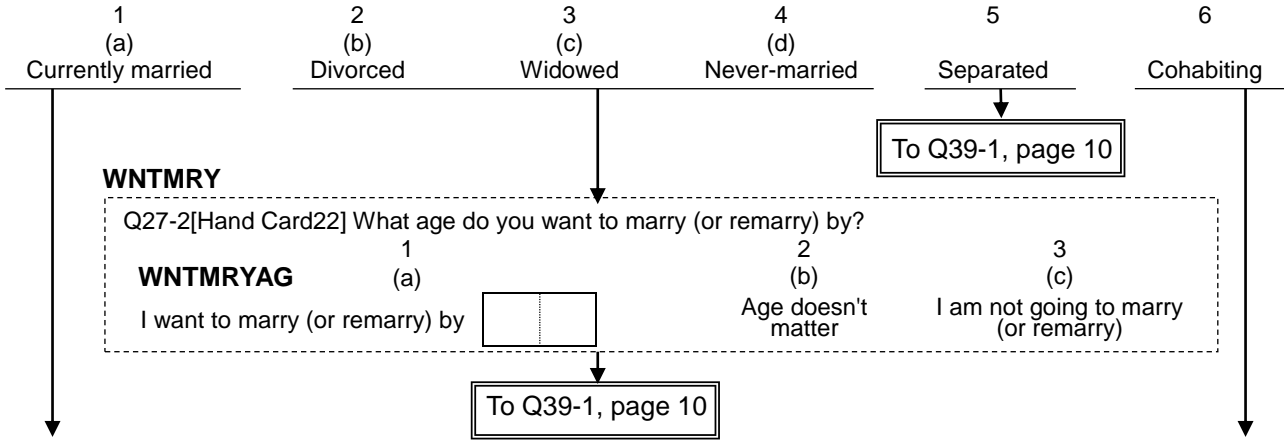 1 2 3 4 5 6
(a) (b) (c) (d)
Currently married Divorced Widowed Never-married Separated Cohabiting
To Q39-1, page 10
WNTMRY
Q27-2[Hand Card22] What age do you want to marry (or remarry) by?
1 2 3
WNTMRYAG (a) (b) (c)
I want to marry (or remarry) by
Age doesn't
matter
I am not going to marry
(or remarry)
To Q39-1, page 10